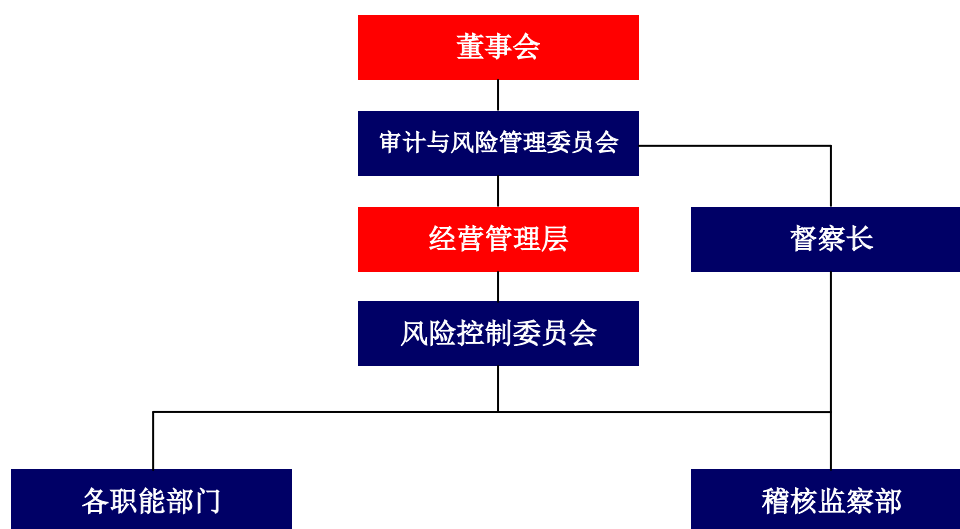 董事会
审计与风险管理委员会
经营管理层
督察长
风险控制委员会
各职能部门
稽核监察部